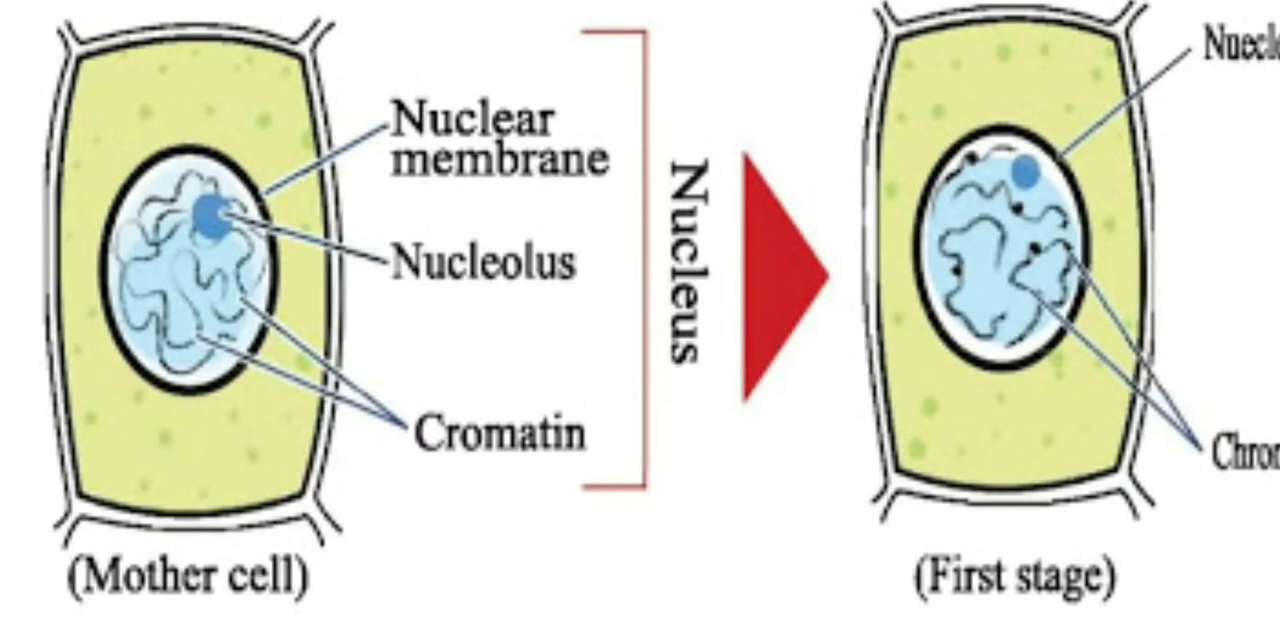 Nuclear
membrane
Nucleolus
Cromatin
Nucleus
(Mother cell)
(First stage)